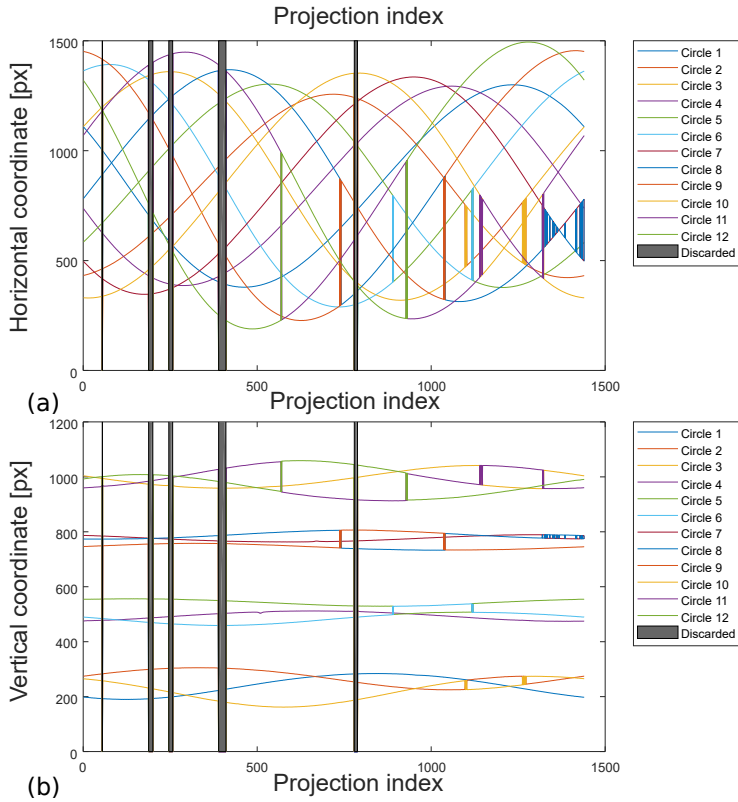 Projection index
Horizontal coordinate [px]
1500
1000
500
0
0
500
1000
1500
Circle 1
Circle 2
Circle 3
Circle 4
Circle 5
Circle 6
Circle 7
Circle 8
Circle 9
Circle 10
Circle 11
Circle 12
Discarded
(a)
Projection index
Vertical coordinate [px]
1200
1000
800
600
400
200
0
0
500
1000
1500
Circle 1
Circle 2
Circle 3
Circle 4
Circle 5
Circle 6
Circle 7
Circle 8
Circle 9
Circle 10
Circle 11
Circle 12
Discarded
(b)
Projection index